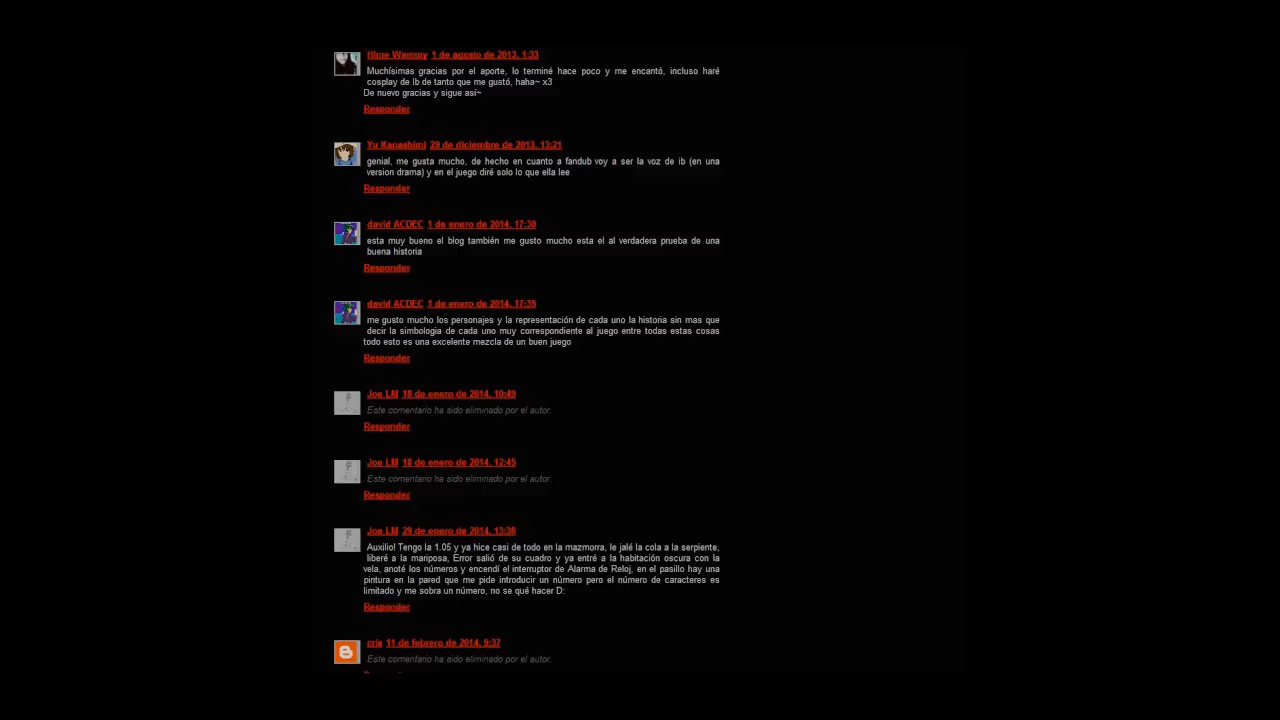 Hime Wammy 1 de agosto de 2013, 1:33
Muchísimas gracias por el aporte, lo terminé hace poco y me encantó, incluso haré
cosplay de Ib de tanto que me gustó, haha~ x3
De nuevo gracias y sigue así~
Responder
Yu Kanashimi 29 de diciembre de 2013, 13:21
genial, me gusta mucho, de hecho en cuanto a fandub voy a ser la voz de ib (en una
version drama) y en el juego diré solo lo que ella lee
Responder
david ACDEC 1 de enero de 2014, 17:30
esta muy bueno el blog también me gusto mucho esta el al verdadera prueba de una
buena historia
Responder
david ACDEC 1 de enero de 2014, 17:35
me gusto mucho los personajes y la representación de cada uno la historia sin mas que
decir la simbologia de cada uno muy correspondiente al juego entre todas estas cosas
todo esto es una excelente mezcla de un buen juego
Responder
Joe LM 18 de enero de 2014, 10:49
Este comentario ha sido eliminado por el autor.
Responder
Joe LM 18 de enero de 2014, 12:45
Este comentario ha sido eliminado por el autor.
Responder
Joe LM 29 de enero de 2014, 13:38
Auxilio! Tengo la 1.05 y ya hice casi de todo en la mazmorra, le jalé la cola a la serpiente,
liberé a la mariposa, Error salió de su cuadro y ya entré a la habitación oscura con la
vela, anoté los números y encendí el interruptor de Alarma de Reloj, en el pasillo hay una
pintura en la pared que me pide introducir un número pero el número de caracteres es
limitado y me sobra un número, no se qué hacer D:
Responder
cris 11 de febrero de 2014, 9:37
Este comentario ha sido eliminado por el autor.